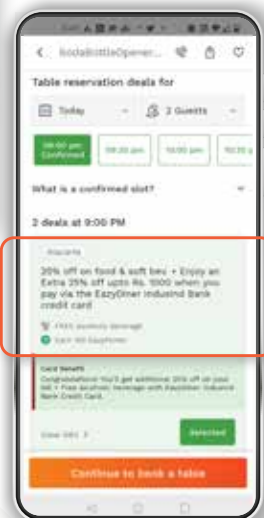 SodaBottleOpener...
Table reservation deals for
Today
2 Guests
09:00 pm
Confirmed
09:30 pm
10:00 pm
10:30 p
What is a confirmed slot?
2 deals at 9:00 PM
20% off on food & soft bev. + Enjoy an
Extra 25% off upto Rs. 1000 when you
pay via the EazyDiner Indusind Bank
credit card
FREE alcoholic beverage
Card Benefit
Congratulations! You'll get additional 25% off on your
bill + Free alcoholic beverage with EazyDiner IndusInd
Bank Credit Card.
Selected
Continue to book a table